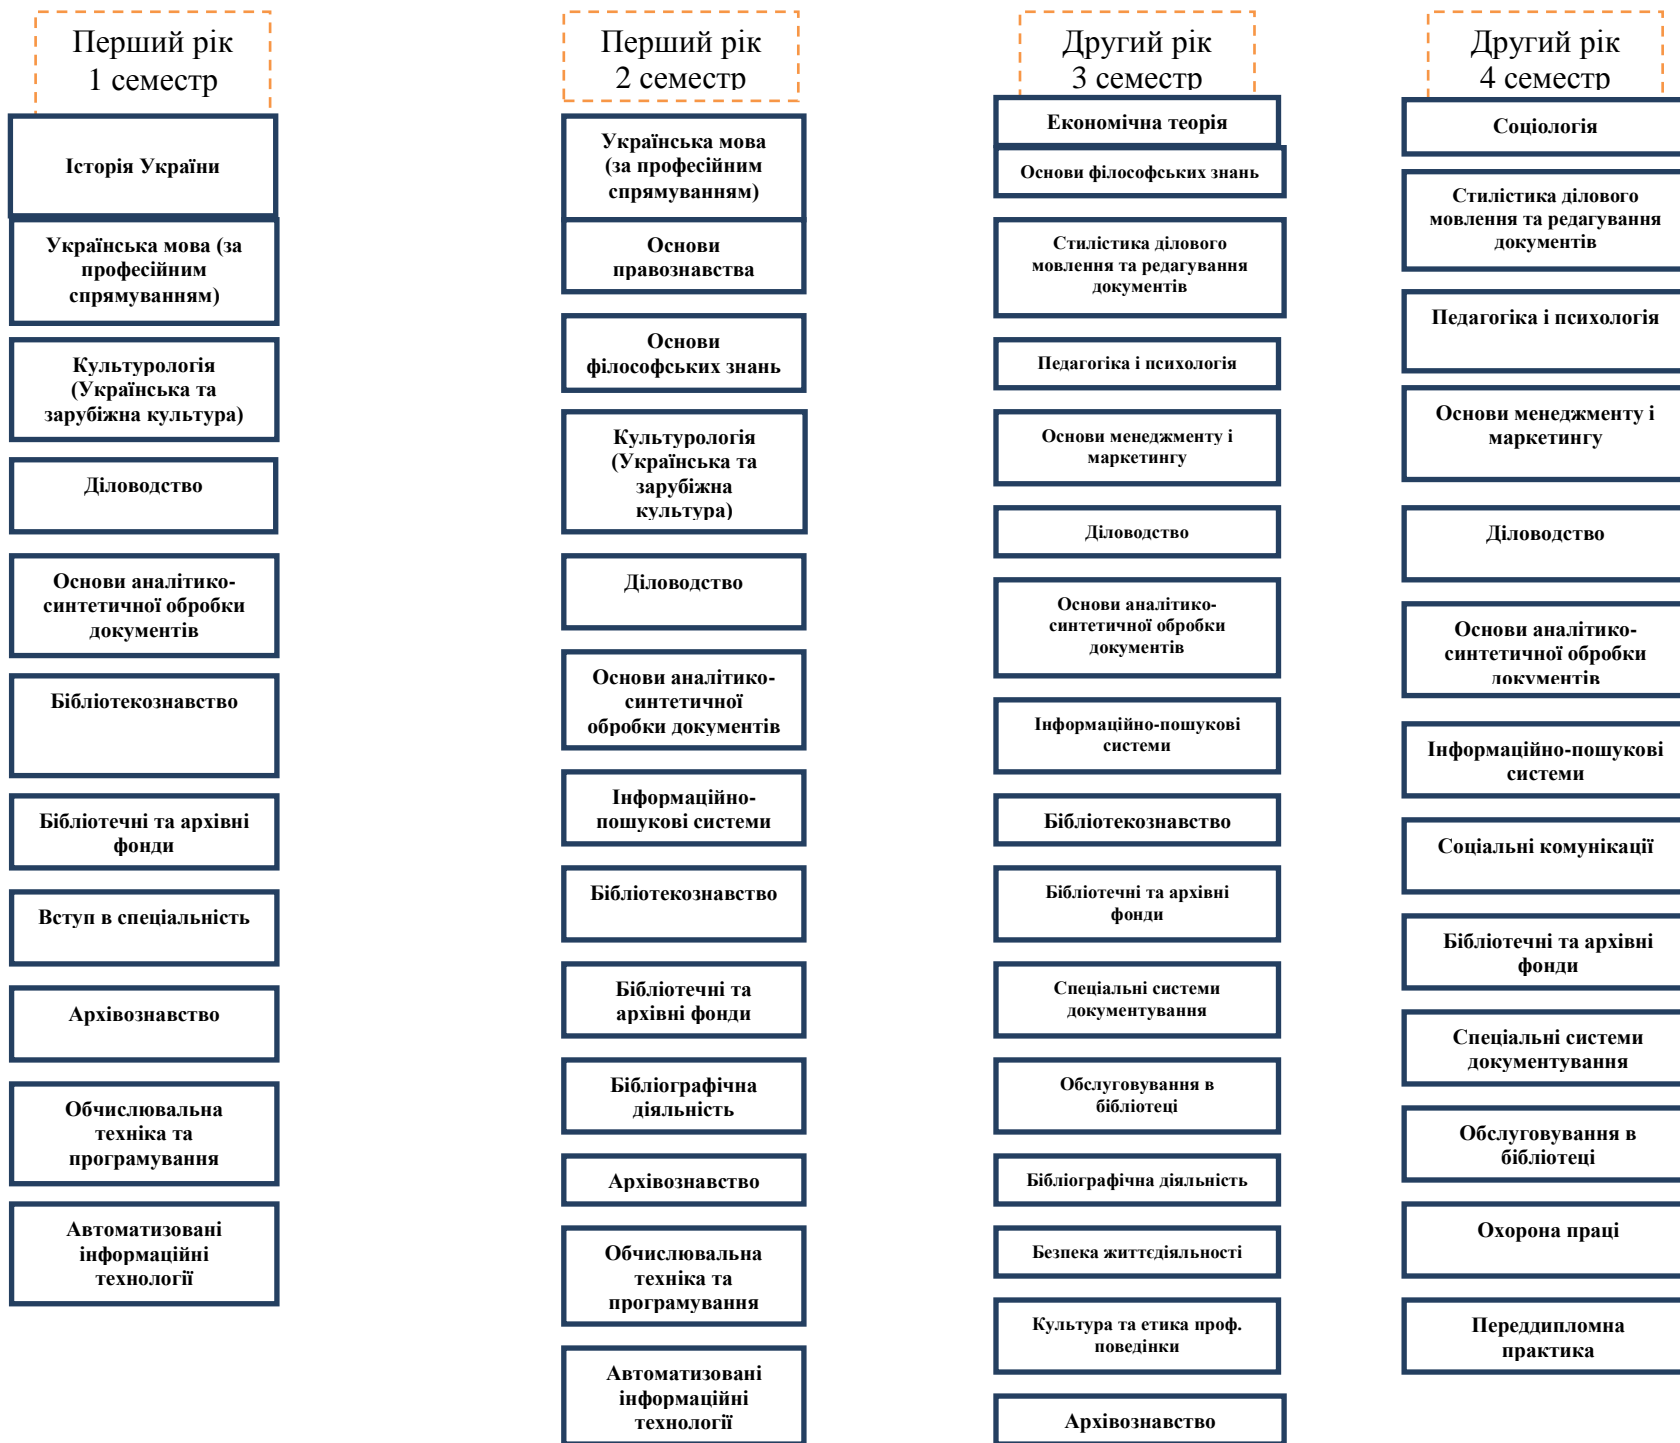 Перший рік
1 семестр
Історія України
Українська мова (за
професійним
спрямуванням)
Культурологія
(Українська та
зарубіжна культура)
Діловодство
Основи аналітико-
синтетичної обробки
документів
Бібліотекознавство
Бібліотечні та архівні
фонди
Вступ в спеціальність
Архівознавство
Обчислювальна
техніка та
програмування
Автоматизовані
інформаційні
технології
Перший рік
2 семестр
Українська мова
(за професійним
спрямуванням)
Основи
правознавства
Основи
філософських знань
Культурологія
(Українська та
зарубіжна
культура)
Діловодство
Основи аналітико-
синтетичної
обробки документів
Інформаційно-
пошукові системи
Бібліотекознавство
Бібліотечні та
архівні фонди
Бібліографічна
діяльність
Архівознавство
Обчислювальна
техніка та
програмування
Автоматизовані
інформаційні
технології
Другий рік
3 семестр
Економічна теорія
Основи філософських знань
Стилістика ділового
мовлення та редагування
документів
Педагогіка і психологія
Основи менеджменту і
маркетингу
Діловодство
Основи аналітико-
синтетичної обробки
документів
Інформаційно-пошукові
системи
Бібліотекознавство
Бібліотечні та архівні
фонди
Спеціальні системи
документування
Обслуговування в
бібліотеці
Бібліографічна діяльність
Безпека життєдіяльності
Культура та етика проф.
поведінки
Архівознавство
Другий рік
4 семестр
Соціологія
Стилістика ділового
мовлення та редагування
документів
Педагогіка і психологія
Основи менеджменту і
маркетингу
Діловодство
Основи аналітико-
синтетичної обробки
документів
Інформаційно-пошукові
системи
Соціальні комунікації
Бібліотечні та архівні
фонди
Спеціальні системи
документування
Обслуговування в
бібліотеці
Охорона праці
Переддипломна
практика